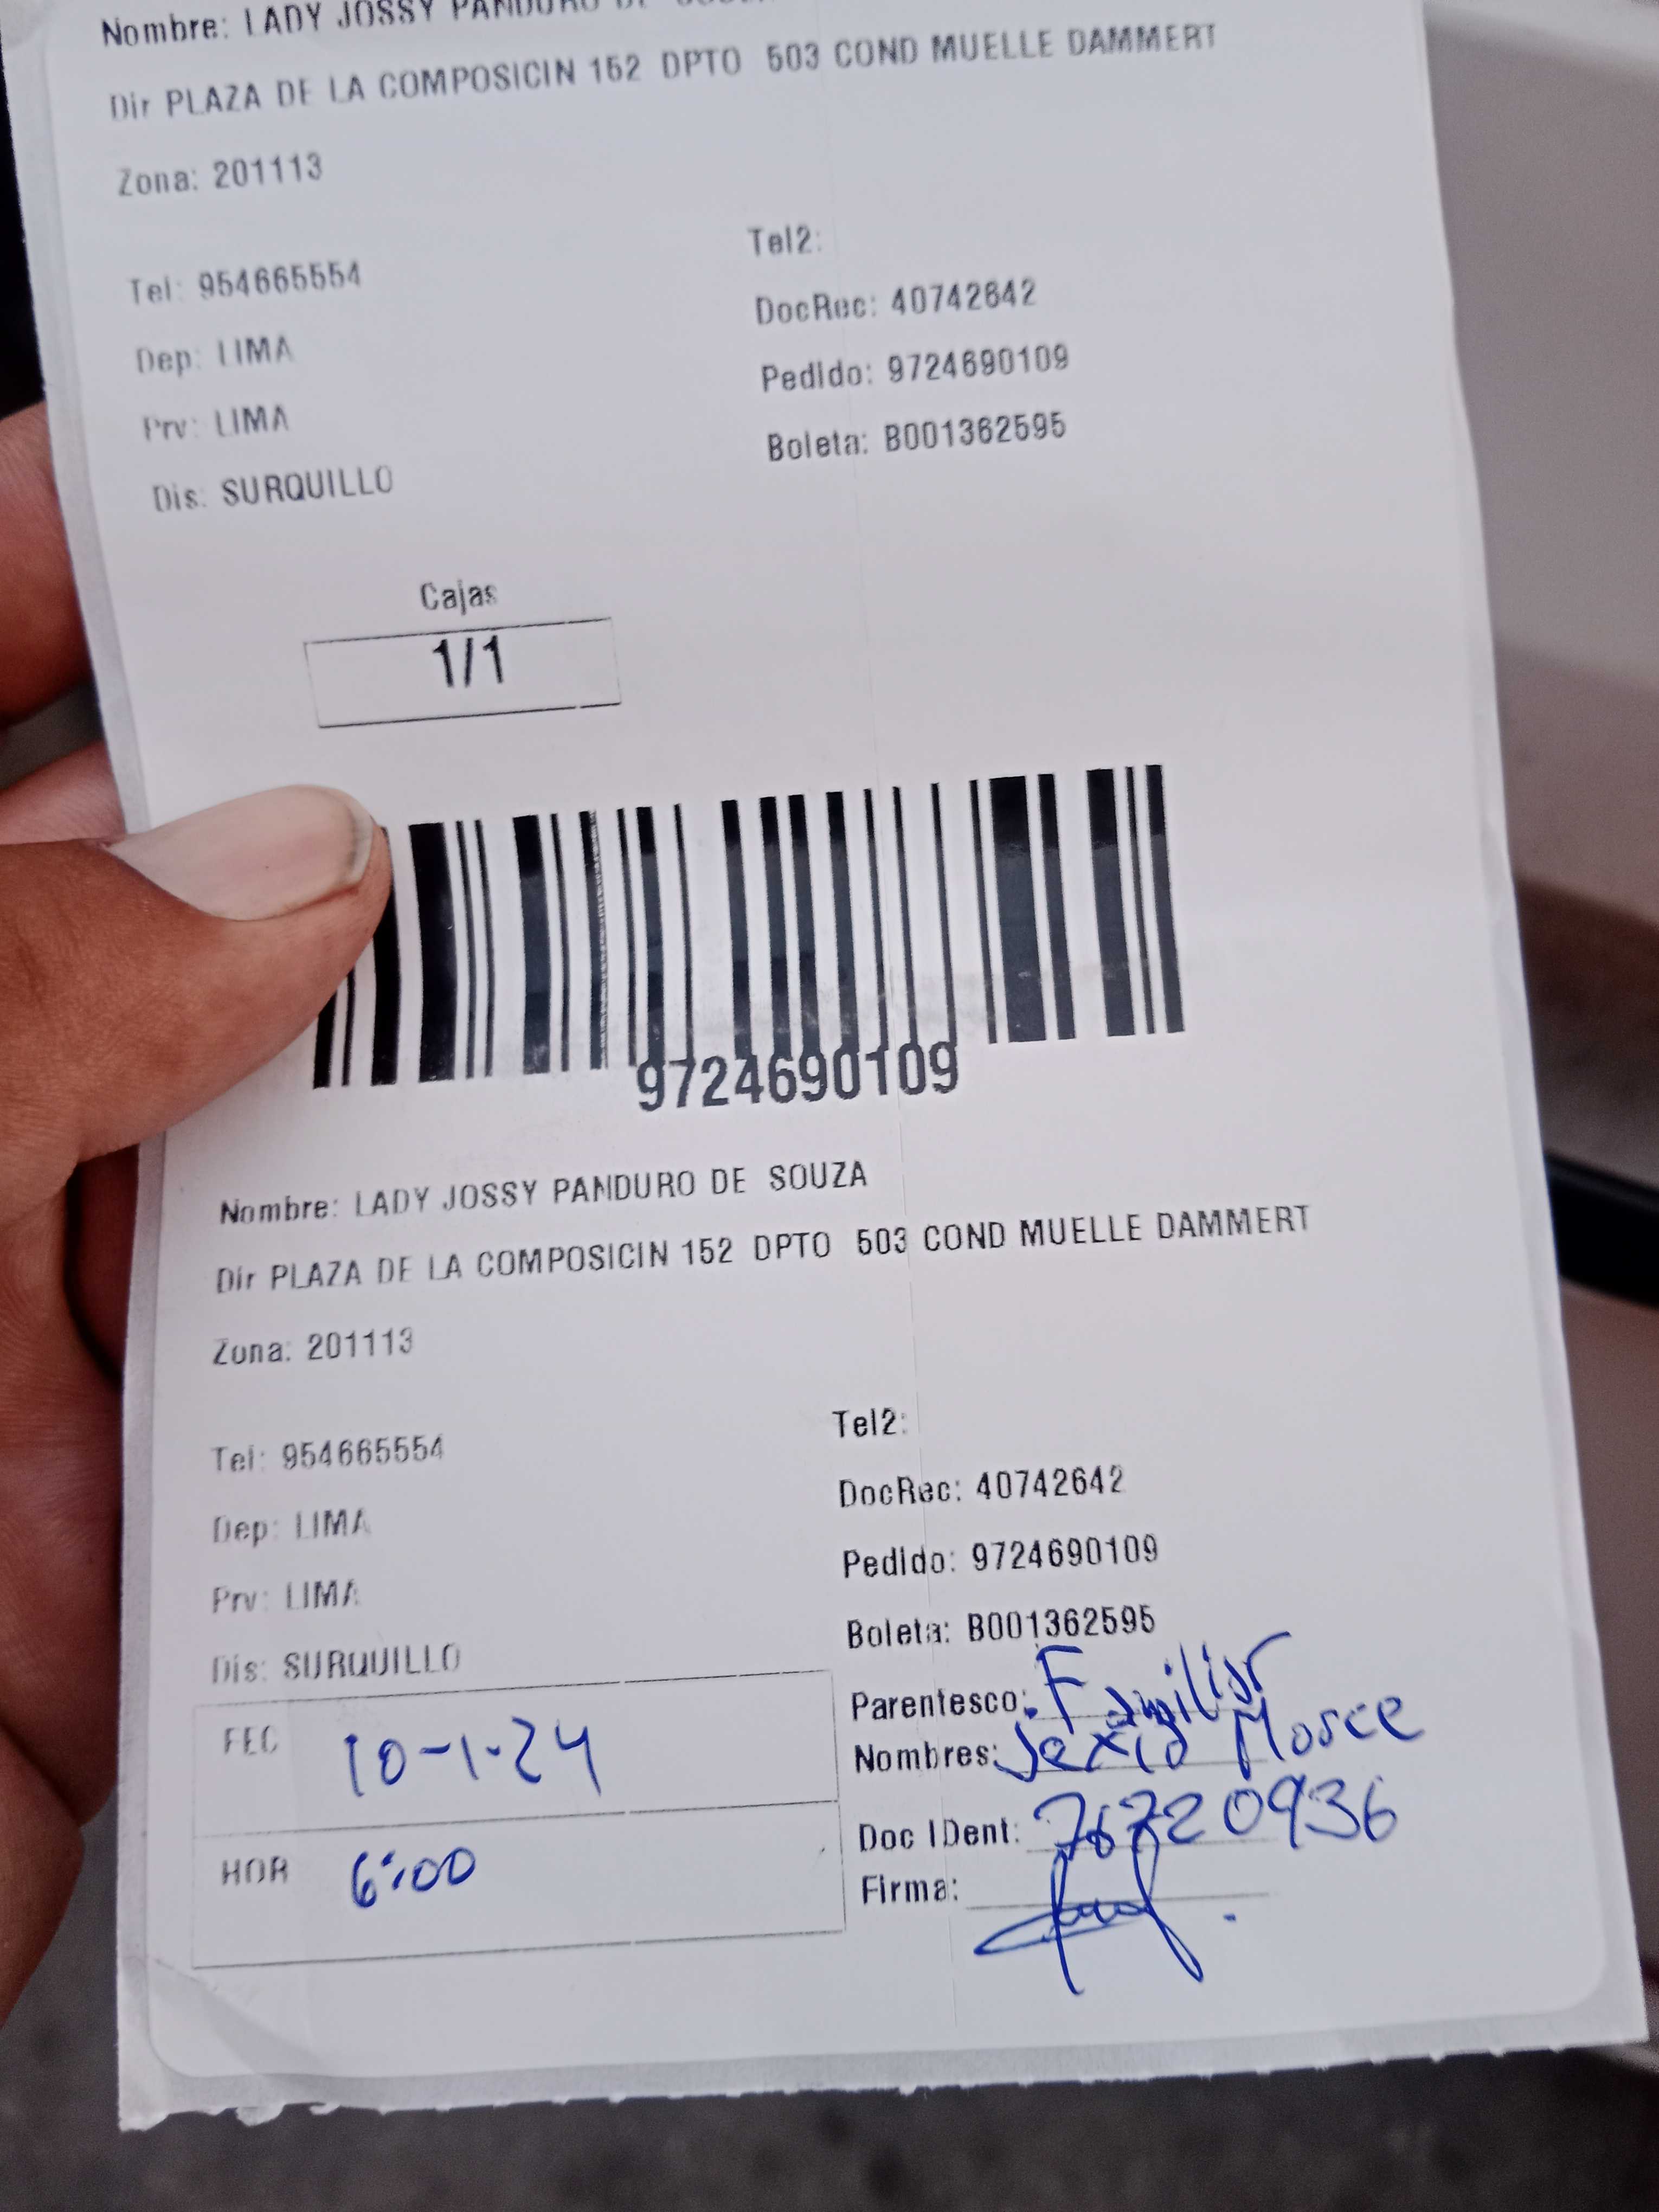 Nombre: LADY JOSSY PANDURO DE
Dir PLAZA DE LA COMPOSICIN 152 DPTO 503 COND MUELLE DAMMERT
Zona: 201113
Tel: 954665554
Tel2:
Dep: LIMA
DocRec: 40742642
Prv: LIMA
Pedido: 9724690109
Dis: SURQUILLO
Boleta: B001362595
Cajas
1/1
9724690109
Nombre: LADY JOSSY PANDURO DE SOUZA
Dir PLAZA DE LA COMPOSICIN 152 DPTO 503 COND MUELLE DAMMERT
Zona: 201113
Tel: 954665554
Tel2:
Dep: LIMA
DocRec: 40742642
Prv: LIMA
Pedido: 9724690109
Dis: SURQUILLO
Boleta: B001362595
FEC 10-1-24
HOR 6:00
Parentesco: Familiar
Nombres:
Doc IDent: 76720936
Firma: